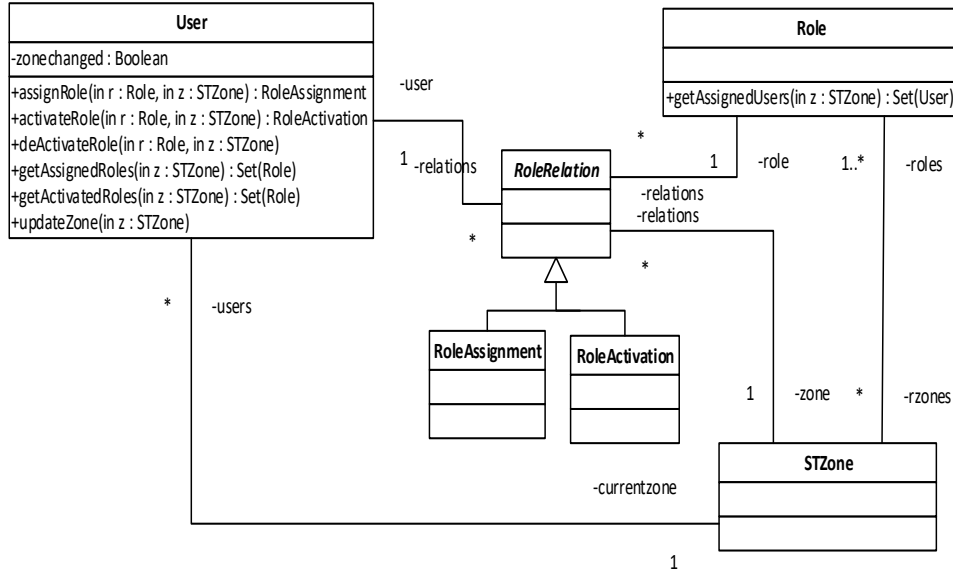 User
-zonechanged : Boolean
+assignRole(in r : Role, in z : STZone) : RoleAssignment
+activateRole(in r : Role, in z : STZone) : RoleActivation
+deActivateRole(in r : Role, in z : STZone)
+getAssignedRoles(in z : STZone) : Set(Role)
+getActivatedRoles(in z : STZone) : Set(Role)
+updateZone(in z : STZone)
Role
+getAssignedUsers(in z : STZone) : Set(User)
-user
1
-relations
*
RoleRelation
*
-relations
1
-role
1..*
-roles
-relations
*
*
-users
RoleAssignment
RoleActivation
1
-zone
*
-rzones
STZone
-currentzone
1